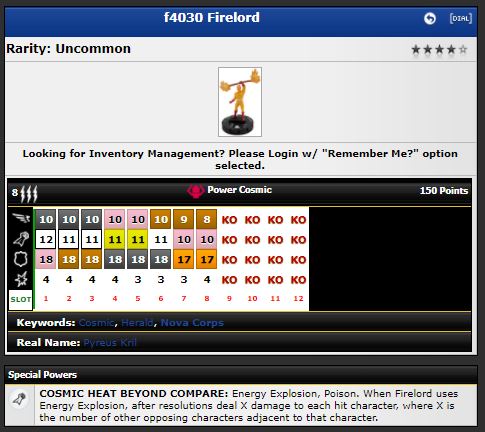 f4030 Firelord
[DIAL]
Rarity: Uncommon
Looking for Inventory Management? Please Login w/ "Remember Me?" option
selected.
8 Power Cosmic 150 Points
10 10 10 10 10 10 9 8 KO KO KO KO
12 11 11 11 11 11 10 10 KO KO KO KO
18 18 18 18 18 18 17 17 KO KO KO KO
4 4 4 4 4 3 3 4 KO KO KO KO
SLOT 1 2 3 4 5 6 7 8 9 10 11 12
Keywords: Cosmic, Herald, Nova Corps
Real Name: Pyreus Kril
Special Powers
COSMIC HEAT BEYOND COMPARE: Energy Explosion, Poison. When Firelord uses
Energy Explosion, after resolutions deal X damage to each hit character, where X is
the number of other opposing characters adjacent to that character.